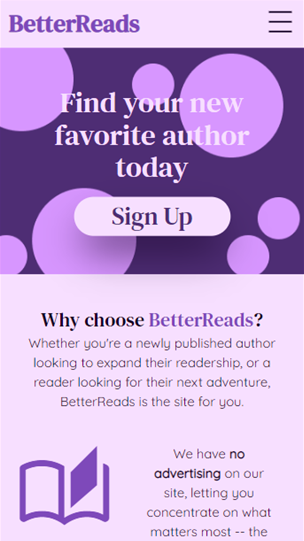 BetterReads
Find your new
favorite author
today
Sign Up
Why choose BetterReads?
Whether you're a newly published author
looking to expand their readership, or a
reader looking for their next adventure,
BetterReads is the site for you.
We have no
advertising on our
site, letting you
concentrate on what
matters most -- the